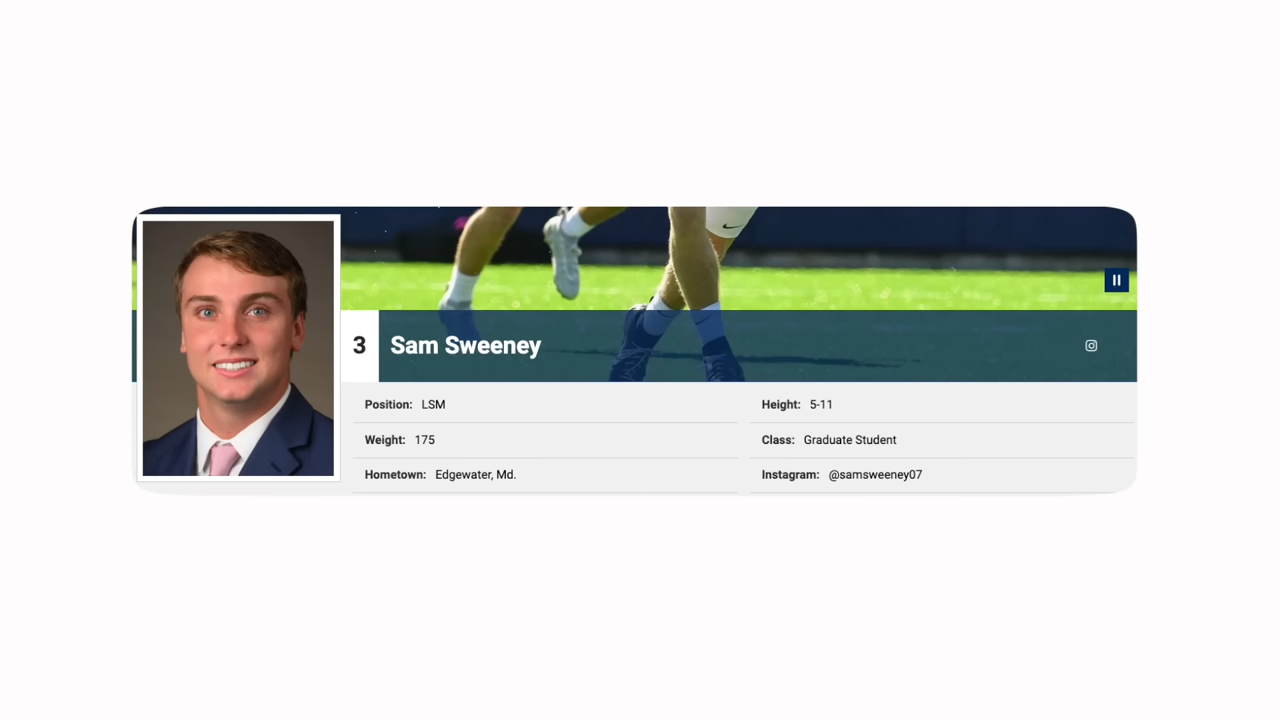 3 Sam Sweeney
Position: LSM Height: 5-11
Weight: 175 Class: Graduate Student
Hometown: Edgewater, Md. Instagram: @samsweeney07